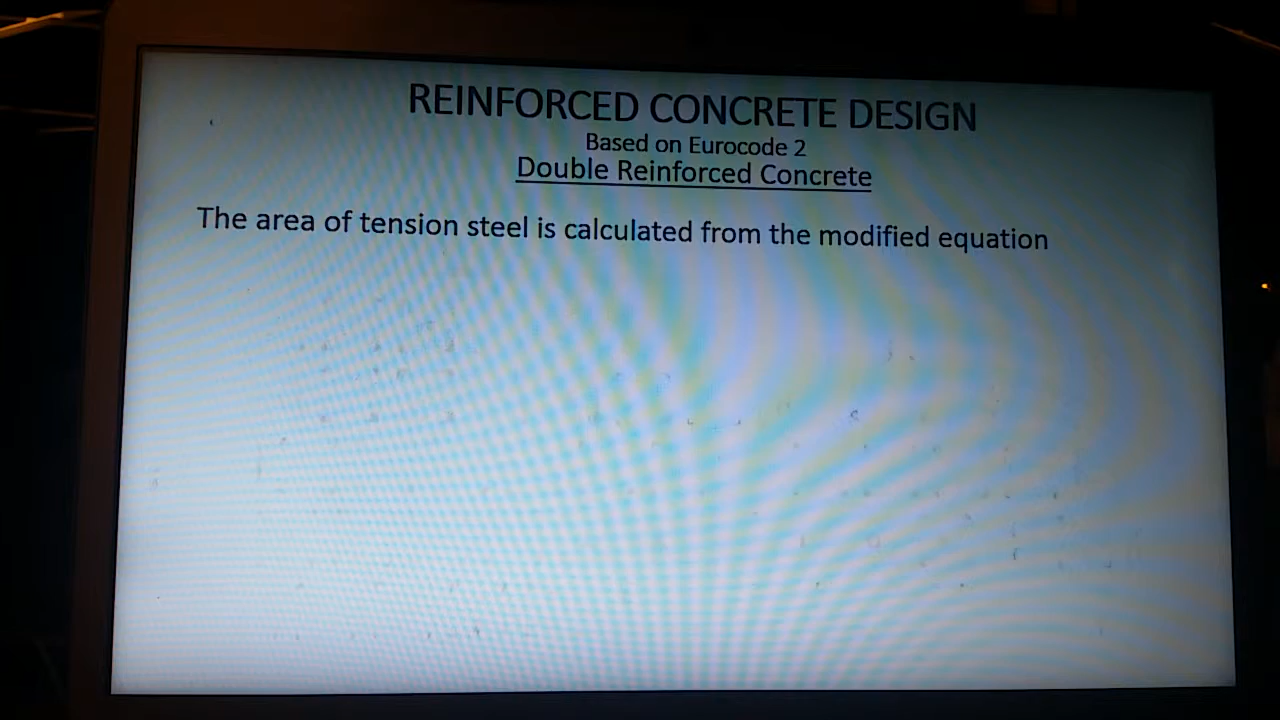 REINFORCED CONCRETE DESIGN
Based on Eurocode 2
Double Reinforced Concrete
The area of tension steel is calculated from the modified equation